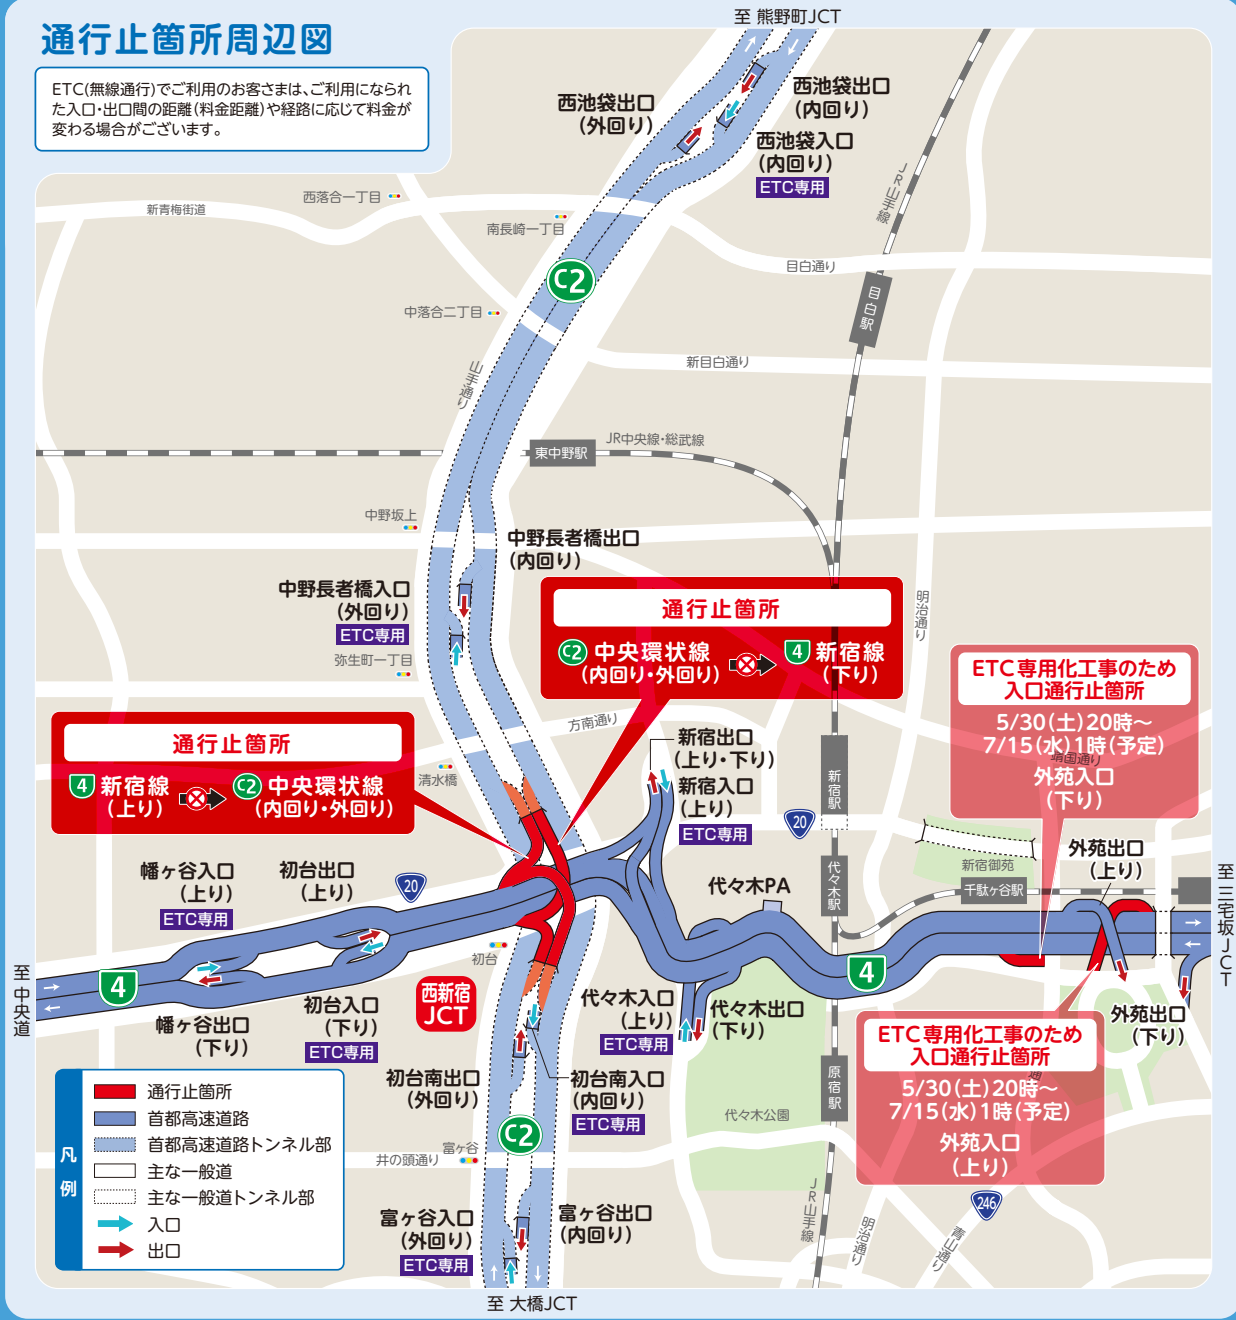 通行止箇所周辺図
ETC(無線通行)でご利用のお客さまは、ご利用になられ
た入口・出口間の距離(料金距離)や経路に応じて料金が
変わる場合がございます。
至 熊野町JCT
西池袋出口
(外回り)
西池袋出口
(内回り)
西池袋入口
(内回り)
ETC専用
JR山手線
西落合一丁目
新青梅街道
南長崎一丁目
目白通り
C2
目白駅
中落合二丁目
新目白通り
山手通り
東中野駅
JR中央線・総武線
中野坂上
中野長者橋出口
(内回り)
中野長者橋入口
(外回り)
ETC専用
弥生町一丁目
明治通り
通行止箇所
C2 中央環状線
(内回り・外回り)
4 新宿線
(下り)
ETC専用化工事のため
入口通行止箇所
5/30(土)20時〜
7/15(水)1時(予定)
靖国通り
外苑入口
(下り)
方南通り
通行止箇所
4 新宿線
(上り)
C2 中央環状線
(内回り・外回り)
清水橋
新宿出口
(上り・下り)
新宿入口
(上り)
ETC専用
新宿駅
20
新宿御苑
外苑出口
(上り)
幡ヶ谷入口
(上り)
ETC専用
初台出口
(上り)
20
代々木PA
代々木駅
千駄ヶ谷駅
至 三宅坂JCT
初台
至 中央道
4
4
西新宿
JCT
幡ヶ谷出口
(下り)
初台入口
(下り)
ETC専用
代々木入口
(上り)
ETC専用
代々木出口
(下り)
外苑出口
(下り)
ETC専用化工事のため
入口通行止箇所
5/30(土)20時〜
7/15(水)1時(予定)
通
外苑入口
(上り)
初台南出口
(外回り)
初台南入口
(内回り)
ETC専用
原宿駅
代々木公園
C2
富ヶ谷
井の頭通り
凡例
通行止箇所
首都高速道路
首都高速道路トンネル部
主な一般道
主な一般道トンネル部
入口
出口
富ヶ谷入口
(外回り)
ETC専用
富ヶ谷出口
(内回り)
JR山手線
明治通り
青山通り
246
至 大橋JCT